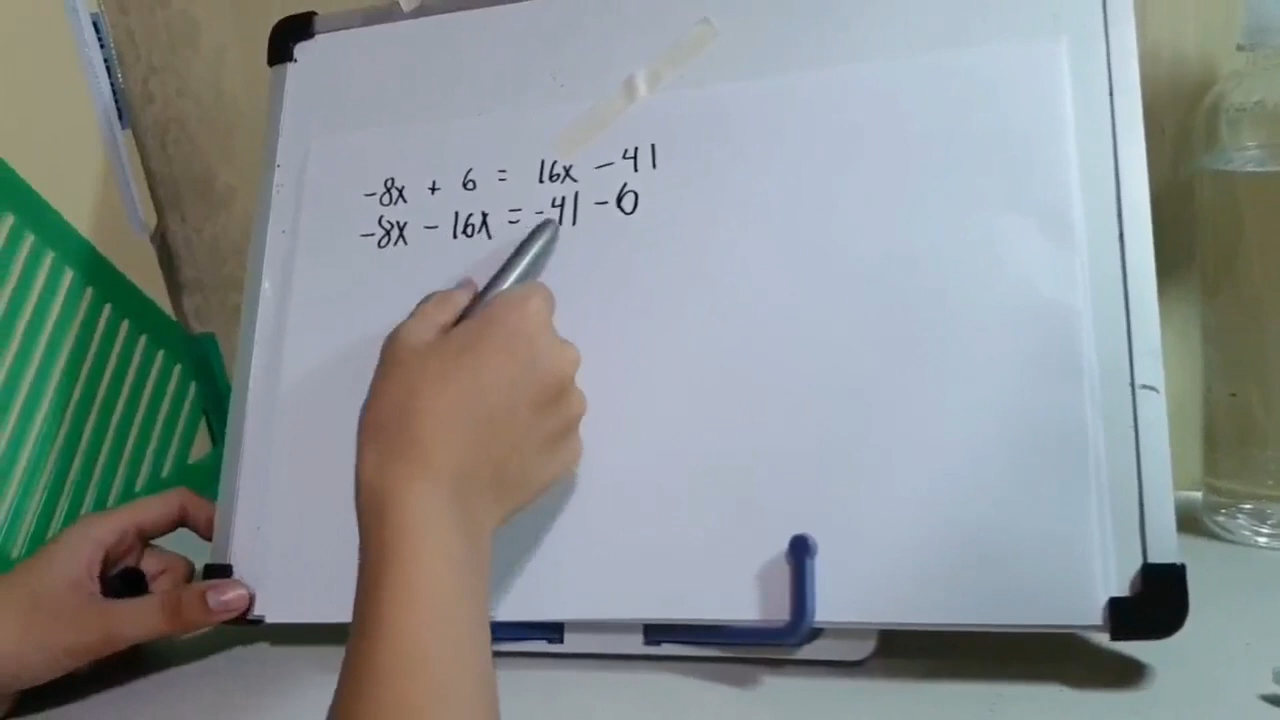 -8x + 6 = 16x - 41
-8x - 16x = -41 - 6